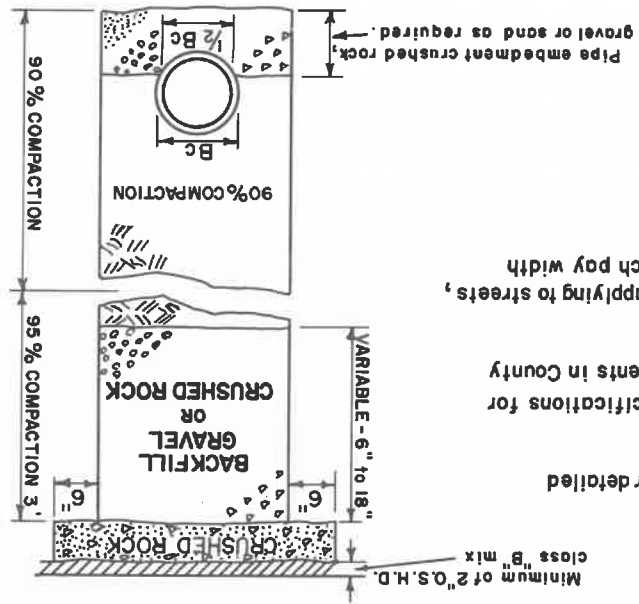 Minimum of 2" O.S.H.D.
class "B" mix
CRUSHED ROCK
6"
6"
r detailed
cifications for
ents in County
pplying to streets,
ch pay width
VARIABLE - 6" to 18"
BACKFILL
GRAVEL
OR
CRUSHED ROCK
95% COMPACTION 3'
90% COMPACTION
90% COMPACTION
Bc
1/2 Bc
Pipe embedment crushed rock,
gravel or sand as required.